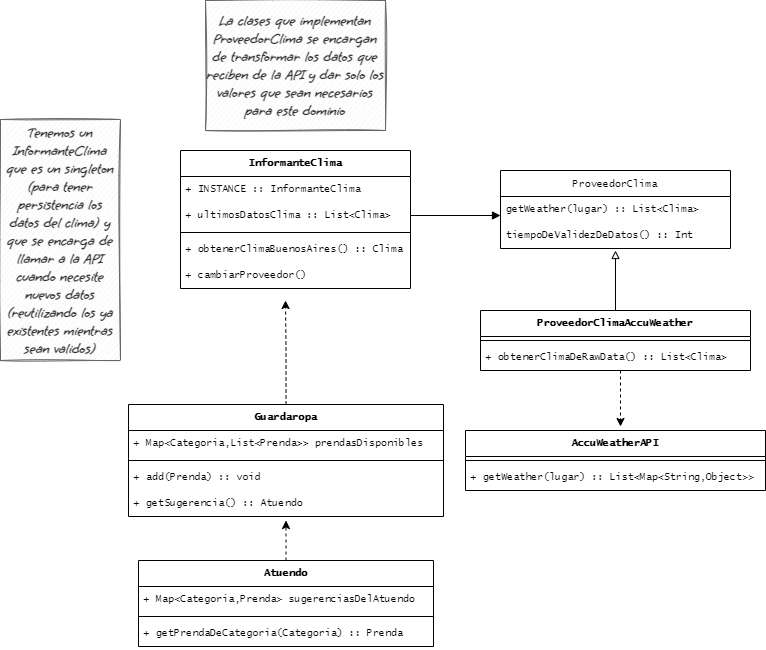 La clases que implementan
ProveedorClima se encargan
de transformar los datos que
reciben de la API y dar solo los
valores que sean necesarios
para este dominio
Tenemos un
InformanteClima
que es un singleton
(para tener
persistencia los
datos del clima) y
que se encarga de
llamar a la API
cuando necesite
nuevos datos
(reutilizando los ya
existentes mientras
sean validos)
InformanteClima
+ INSTANCE :: InformanteClima
+ ultimosDatosClima :: List<Clima>
+ obtenerClimaBuenosAires() :: Clima
+ cambiarProveedor()
ProveedorClima
getWeather(lugar) :: List<Clima>
tiempoDeValidezDeDatos() :: Int
ProveedorClimaAccuWeather
+ obtenerClimaDeRawData() :: List<Clima>
Guardaropa
+ Map<Categoria,List<Prenda>> prendasDisponibles
+ add(Prenda) :: void
+ getSugerencia() :: Atuendo
AccuWeatherAPI
+ getWeather(lugar) :: List<Map<String,Object>>
Atuendo
+ Map<Categoria,Prenda> sugerenciasDelAtuendo
+ getPrendaDeCategoria(Categoria) :: Prenda